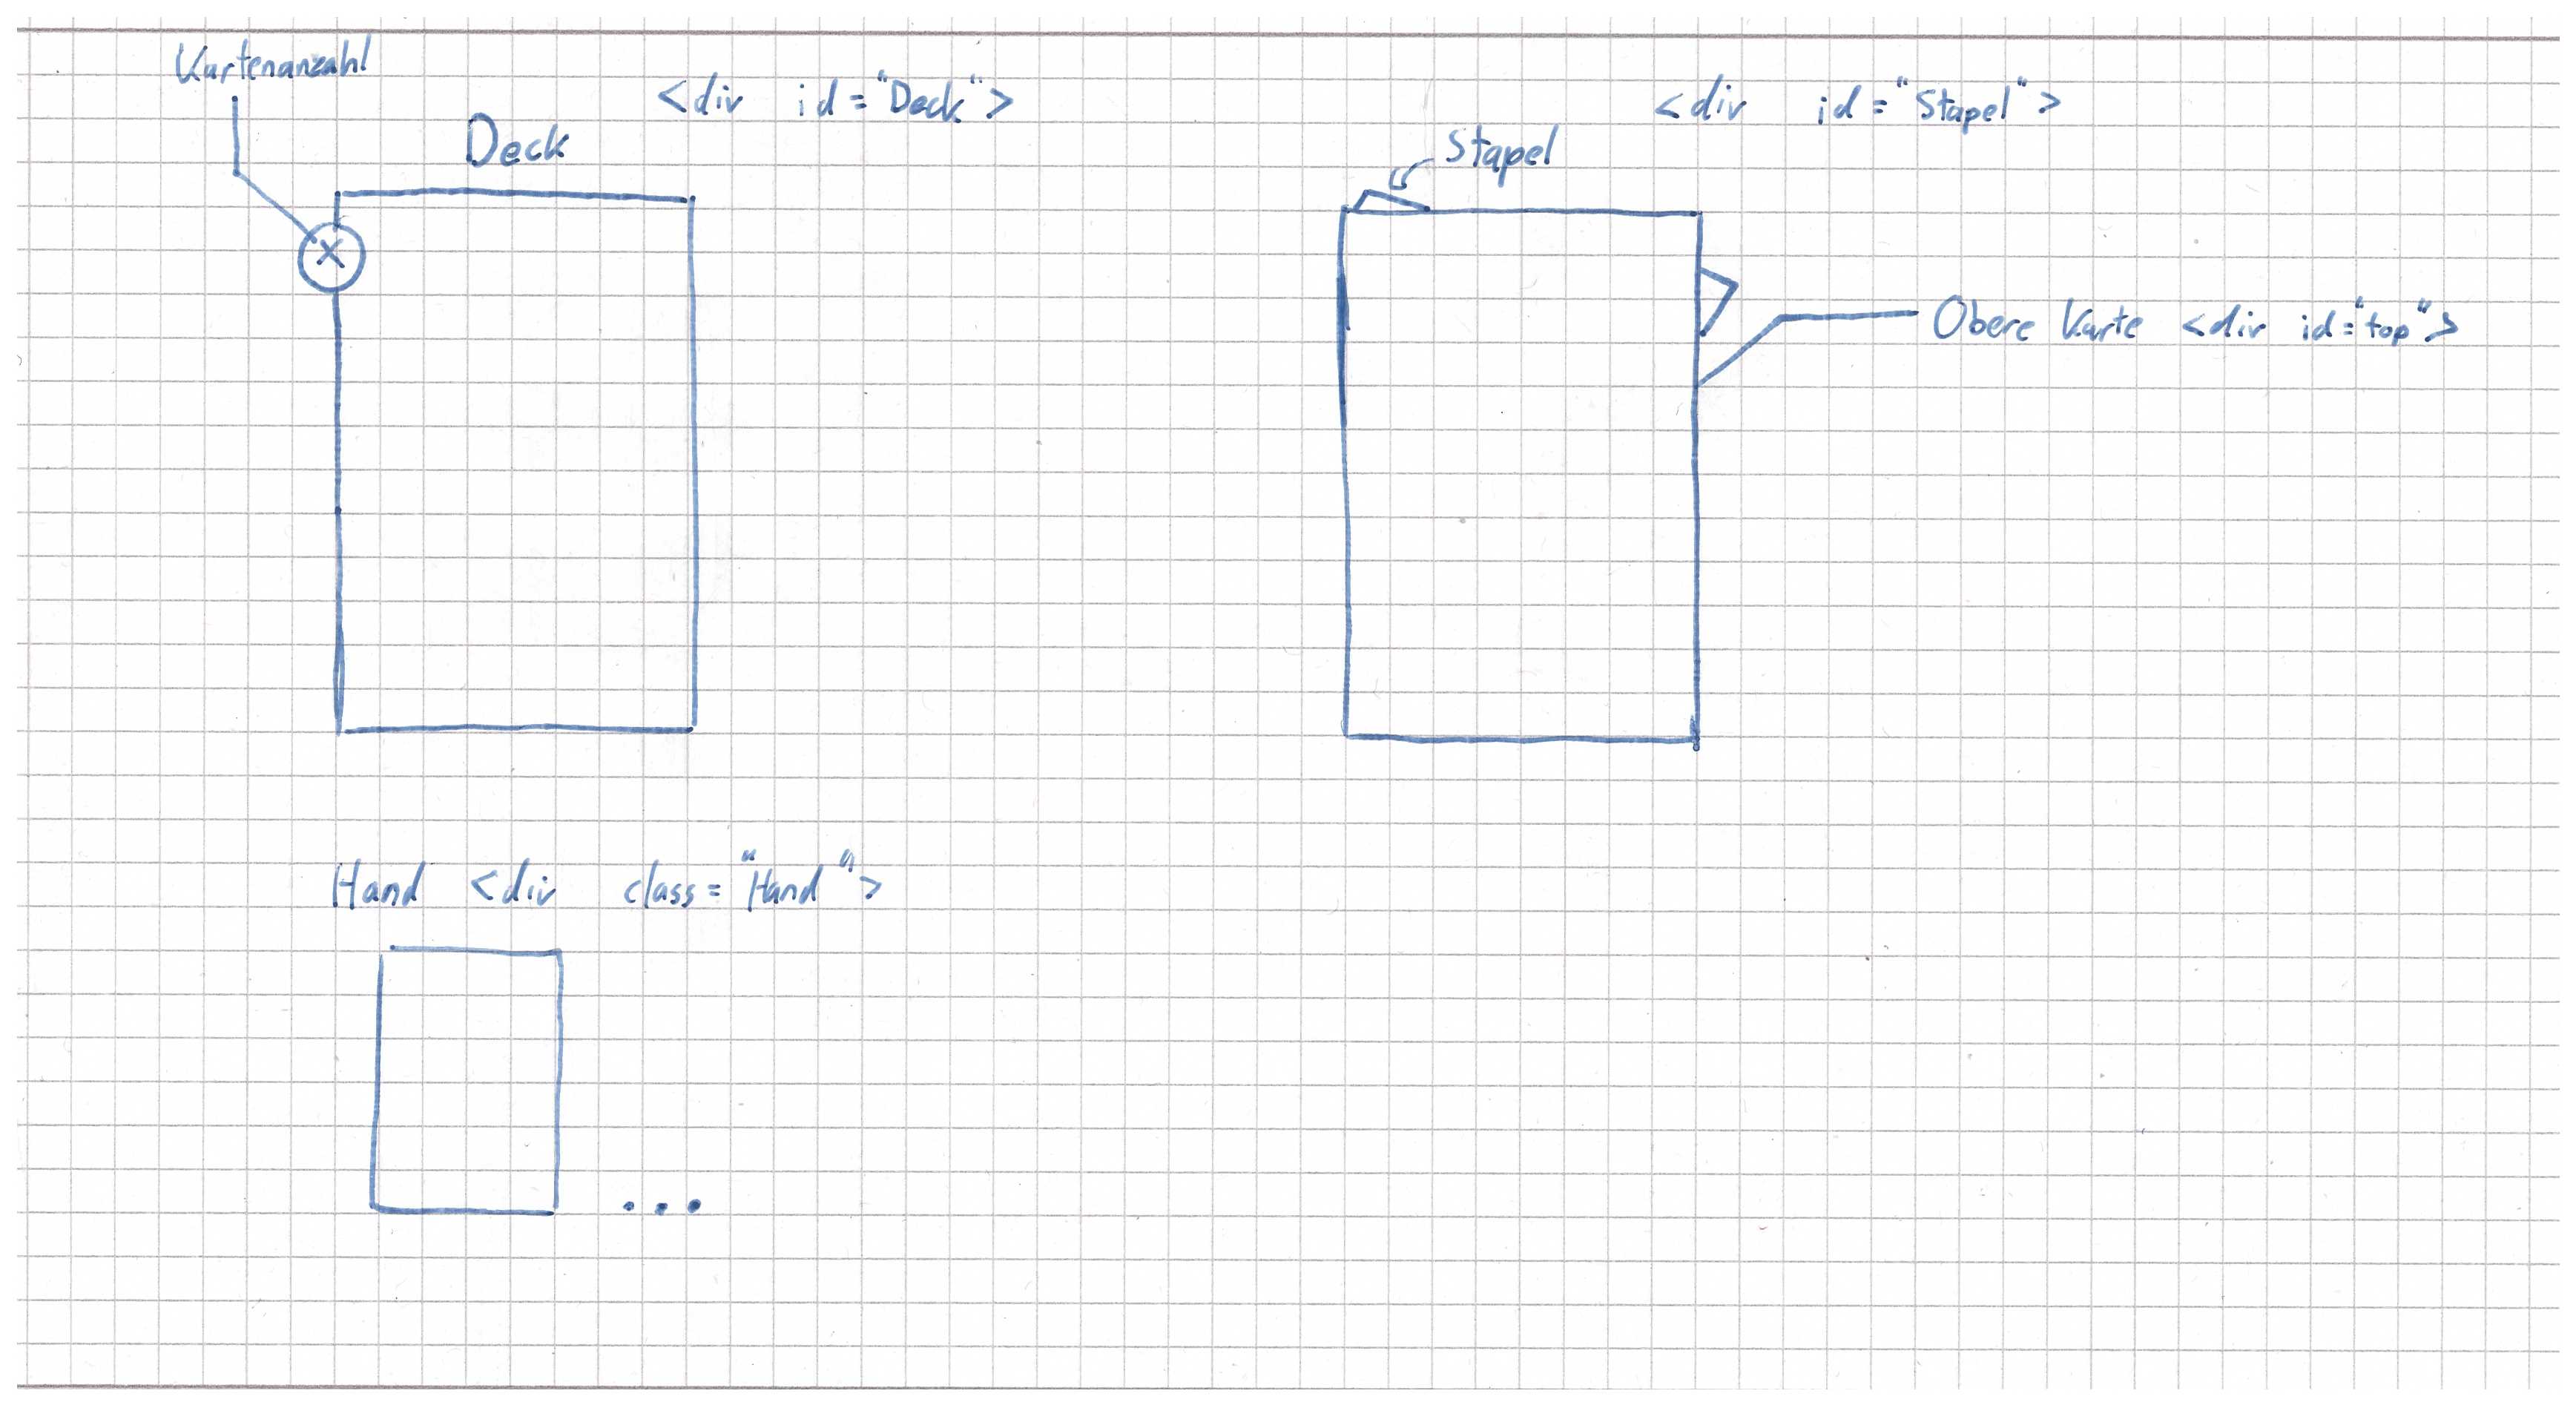 Kartenanzahl
Deck
<div id="Deck">
X
<div id="Stapel">
Stapel
Obere Karte <div id="top">
Hand <div class="Hand">
...